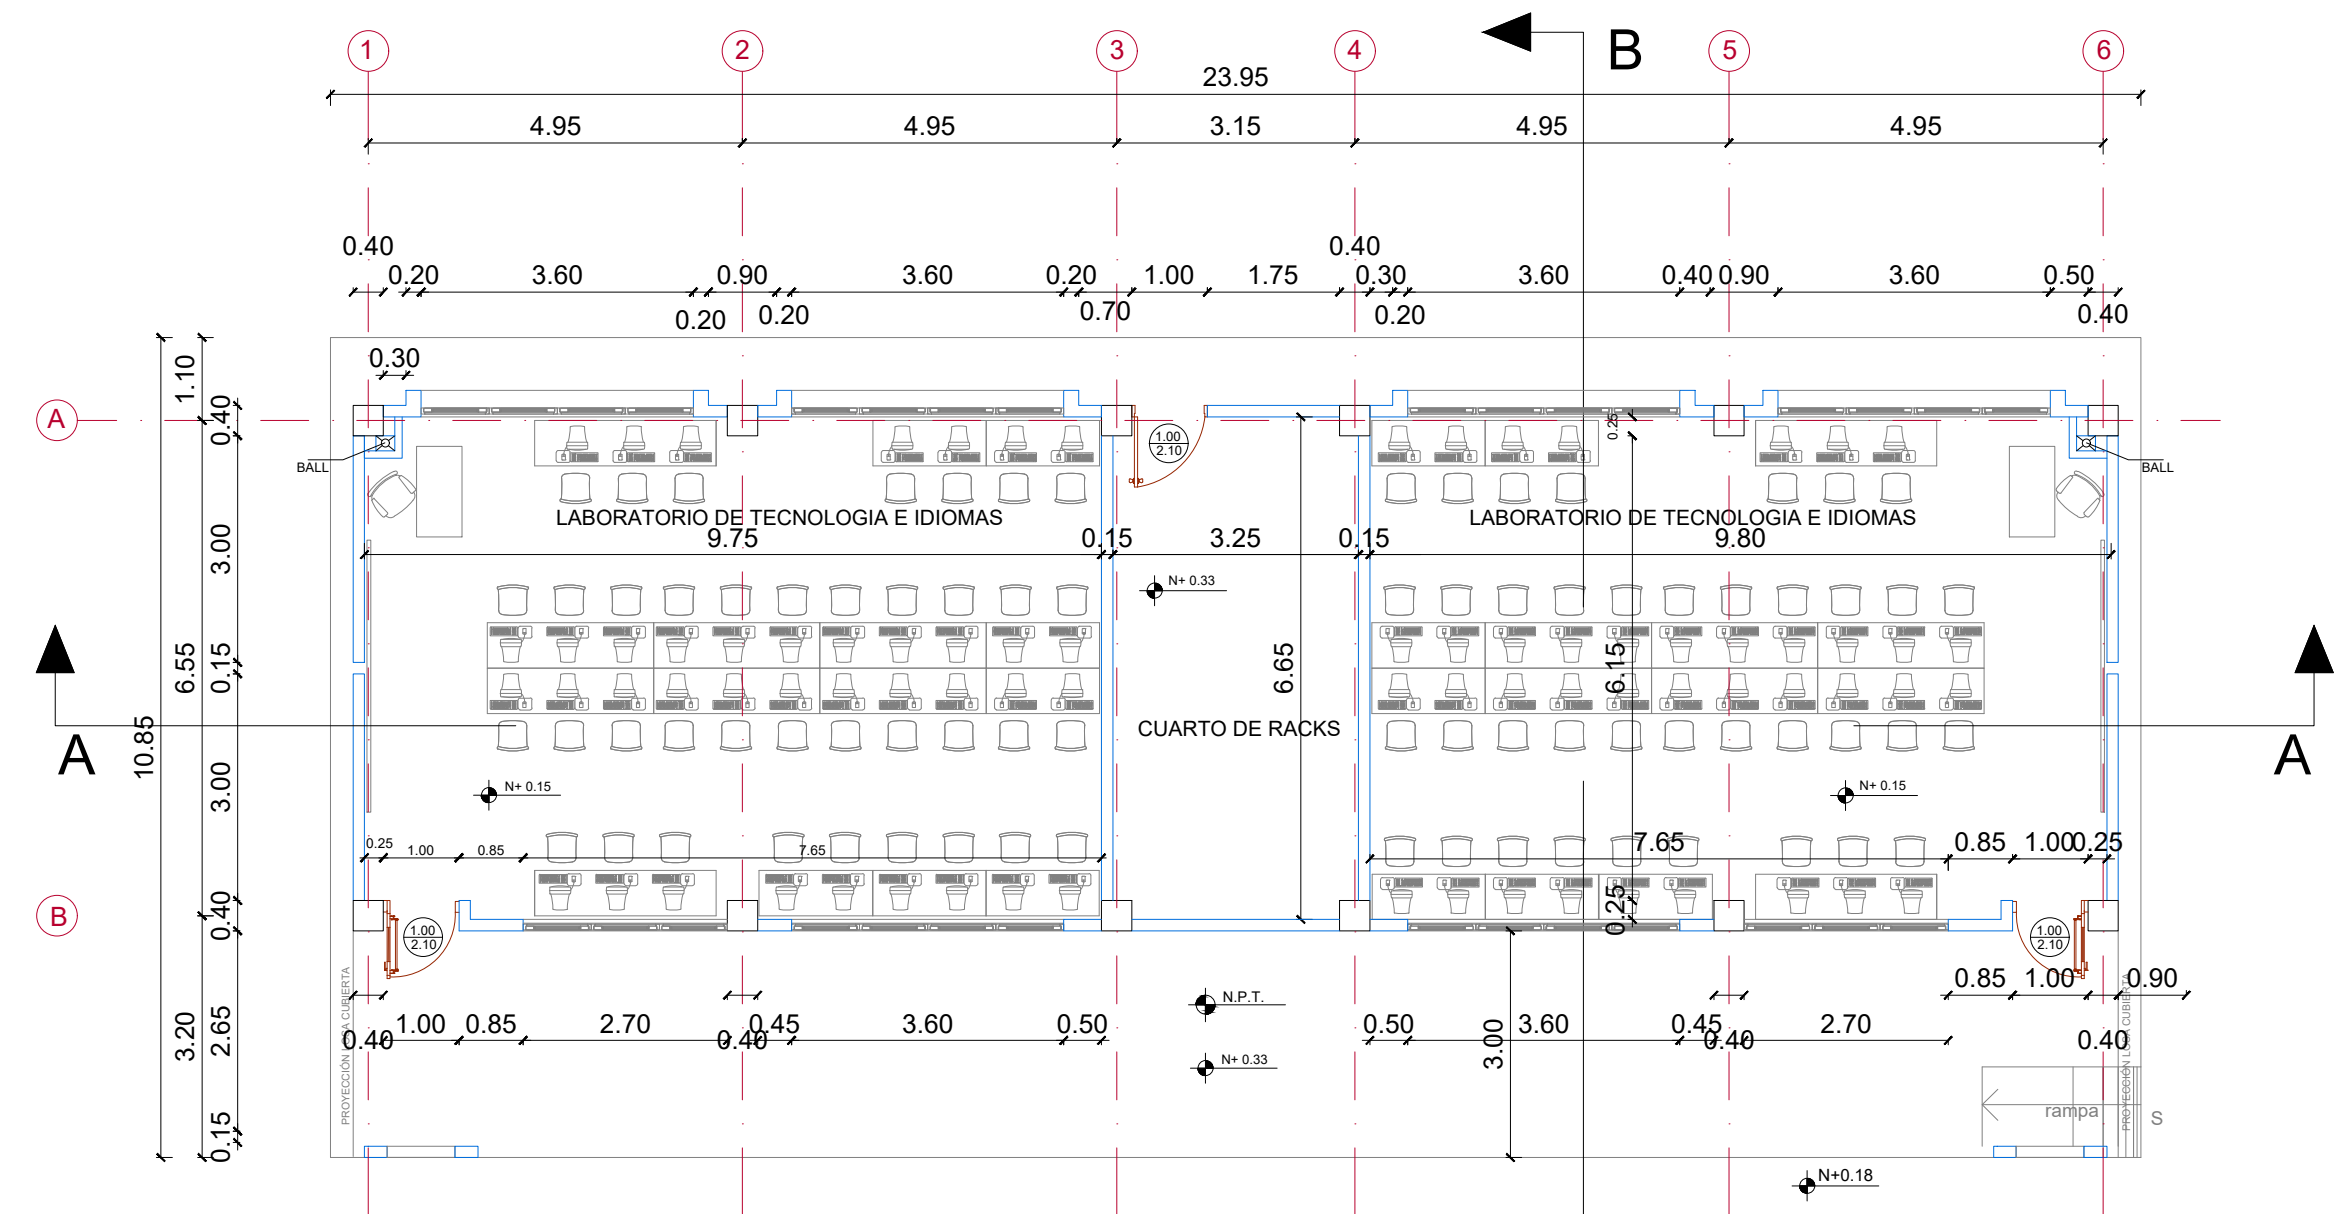 1 2 3 4 B 5 6
23.95
4.95 4.95 3.15 4.95 4.95
0.40 0.40
0.20 3.60 0.90 3.60 0.20 1.00 1.75 0.30 3.60 0.40 0.90 3.60 0.50
0.20 0.20 0.70 0.20 0.40
1.10
0.30
A
0.40
0.25
1.00
2.10
BALL
BALL
LABORATORIO DE TECNOLOGIA E IDIOMAS
LABORATORIO DE TECNOLOGIA E IDIOMAS
3.00
9.75 0.15 3.25 0.15 9.80
N+ 0.33
6.55
0.15
6.65
6.15
10.85
A
CUARTO DE RACKS
A
3.00
N+ 0.15
N+ 0.15
0.25 1.00 0.85 7.65
7.65 0.85 1.00 0.25
0.40
0.25
B
1.00
2.10
1.00
2.10
PROYECCIÓN LOSA CUBIERTA
PROYECCIÓN LOSA CUBIERTA
0.85 1.00 0.90
N.P.T.
3.20
2.65
1.00 0.85 2.70 0.45 3.60 0.50 0.50 3.60 0.45 2.70
0.40 0.40 0.40 0.40
3.00
N+ 0.33
rampa
S
0.15
N+0.18